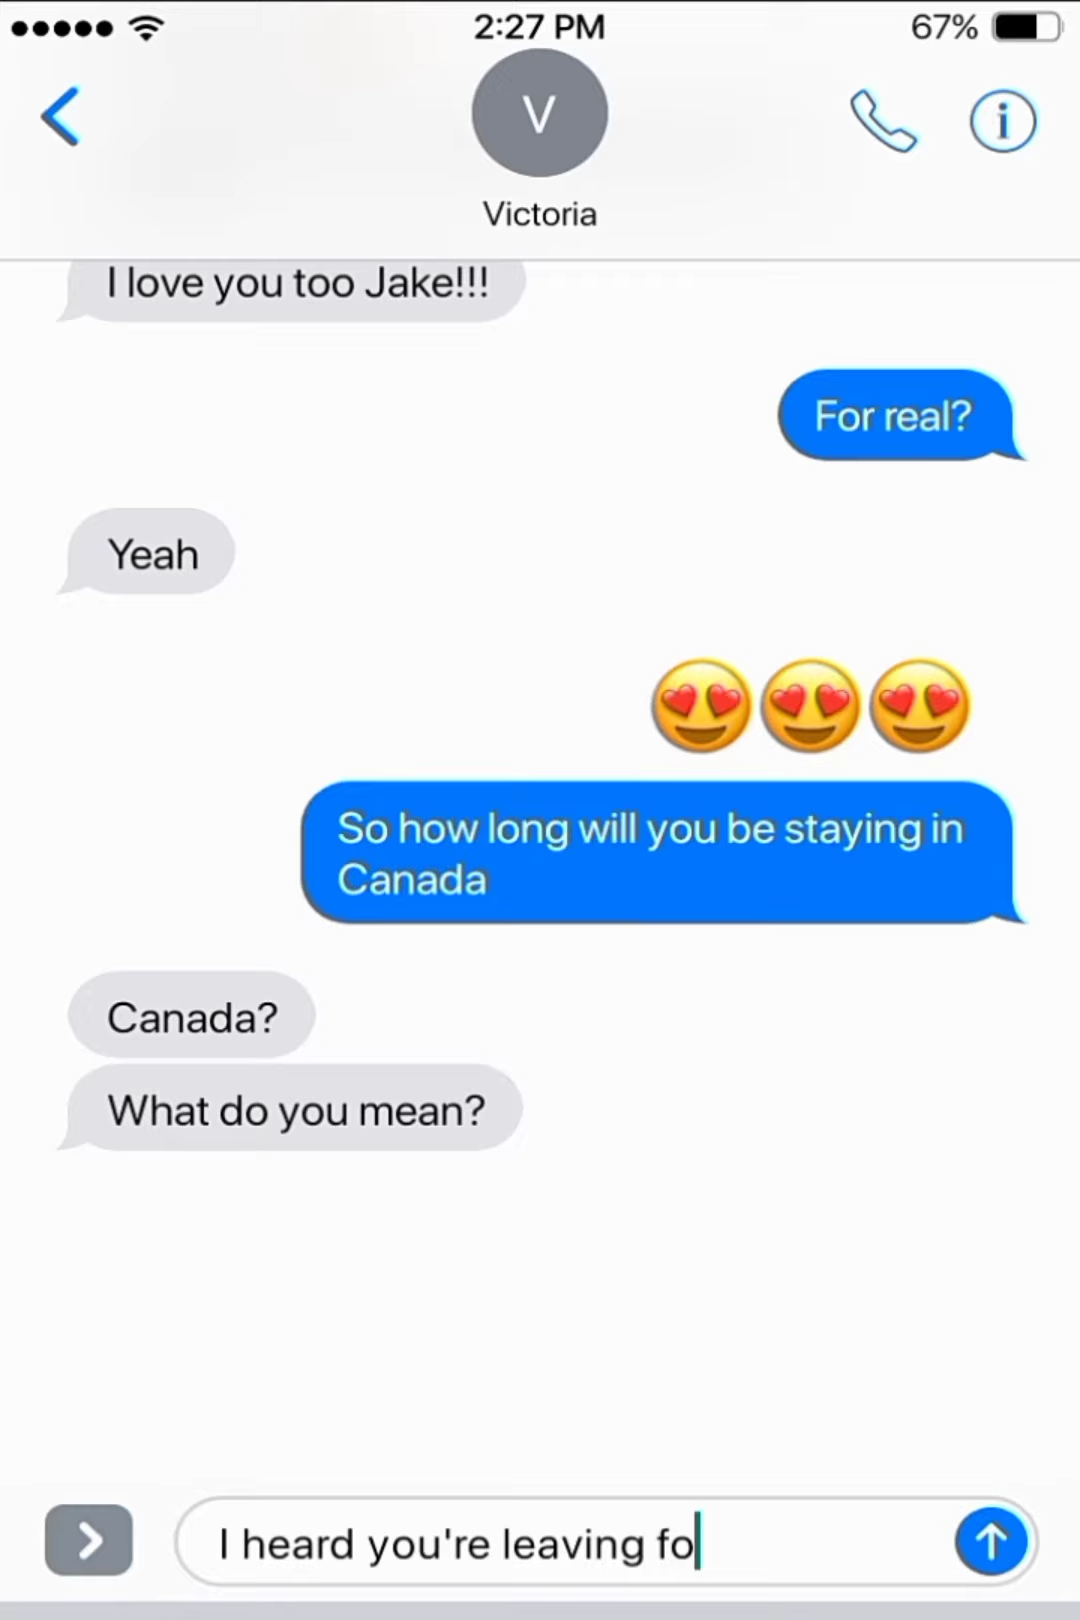 2:27 PM
67%
V
Victoria
I love you too Jake!!!
For real?
Yeah
😍😍😍
So how long will you be staying in
Canada
Canada?
What do you mean?
I heard you're leaving fo